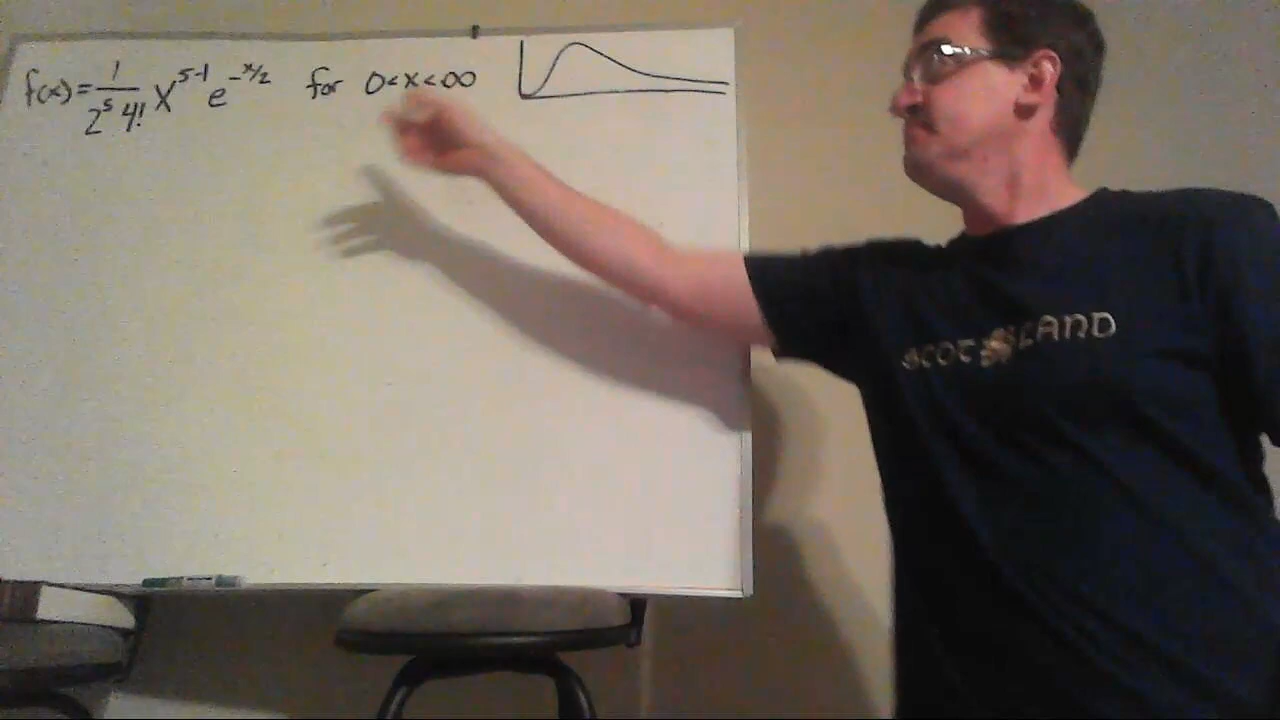 f(x) = 1/(2^5 4!) x^(5-1) e^(-x/2) for 0<x<∞
SCOTLAND